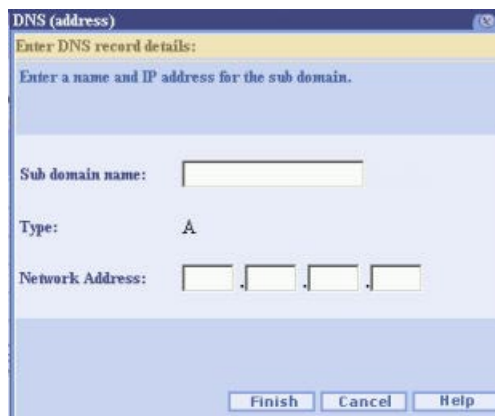 DNS (address)
Enter DNS record details:
Enter a name and IP address for the sub domain.
Sub domain name:
Type: A
Network Address: . . .
Finish Cancel Help